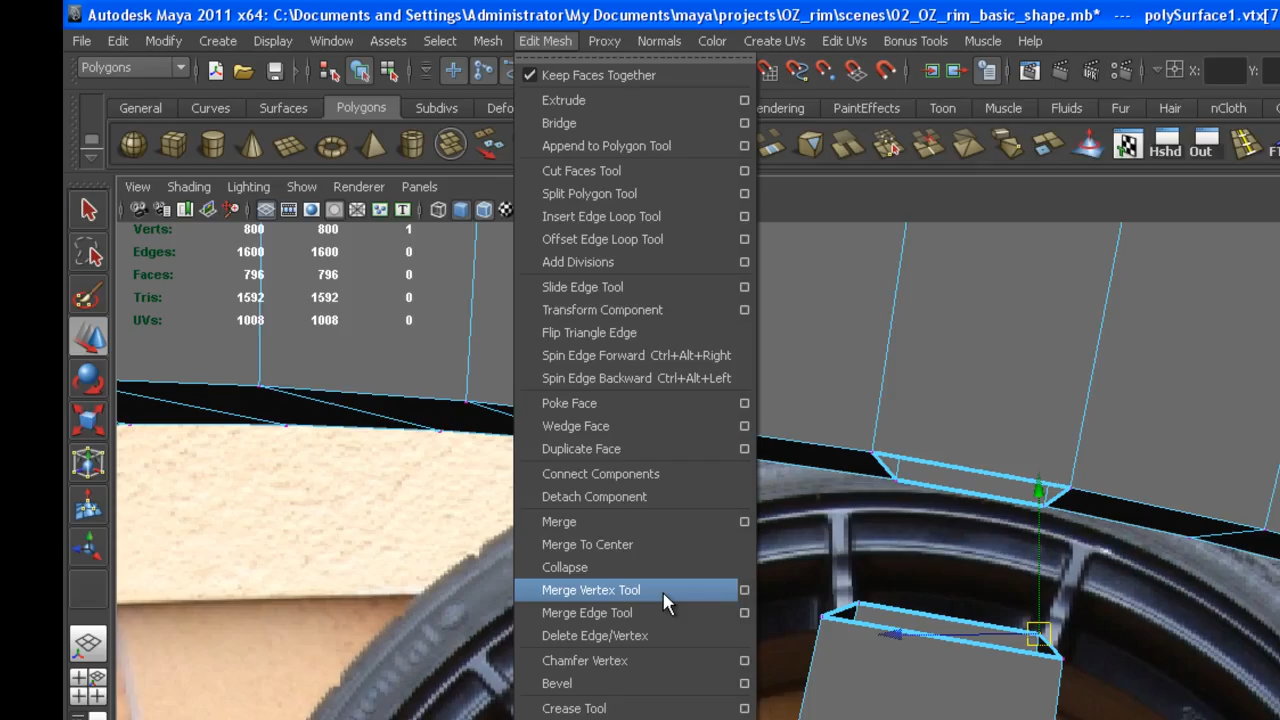 Autodesk Maya 2011 x64: C:\Documents and Settings\Administrator\My Documents\maya\projects\OZ_rim\scenes\02_OZ_rim_basic_shape.mb* --- polySurface1.vtx[7
File Edit Modify Create Display Window Assets Select Mesh Edit Mesh Proxy Normals Color Create UVs Edit UVs Bonus Tools Muscle Help
Polygons X: Y:
General Curves Surfaces Polygons Subdivs Defo endering PaintEffects Toon Muscle Fluids Fur Hair nCloth
Hshd Out FT
View Shading Lighting Show Renderer Panels
Verts: 800 800 1
Edges: 1600 1600 0
Faces: 796 796 0
Tris: 1592 1592 0
UVs: 1008 1008 0
Keep Faces Together
Extrude
Bridge
Append to Polygon Tool
Cut Faces Tool
Split Polygon Tool
Insert Edge Loop Tool
Offset Edge Loop Tool
Add Divisions
Slide Edge Tool
Transform Component
Flip Triangle Edge
Spin Edge Forward Ctrl+Alt+Right
Spin Edge Backward Ctrl+Alt+Left
Poke Face
Wedge Face
Duplicate Face
Connect Components
Detach Component
Merge
Merge To Center
Collapse
Merge Vertex Tool
Merge Edge Tool
Delete Edge/Vertex
Chamfer Vertex
Bevel
Crease Tool